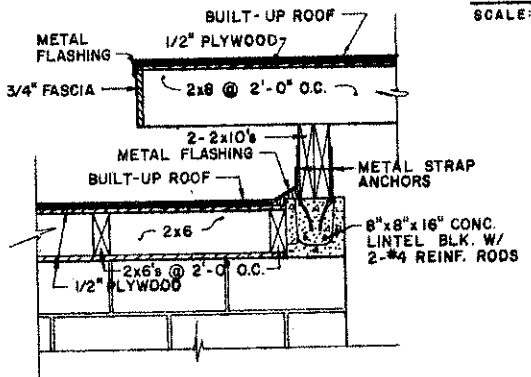 BUILT-UP ROOF
SCALE:
METAL
FLASHING
1/2" PLYWOOD
3/4" FASCIA
2x8 @ 2'-0" O.C.
2-2x10's
METAL FLASHING
METAL STRAP
ANCHORS
BUILT-UP ROOF
2x6
8"x8"x16" CONC.
LINTEL BLK. W/
2-#4 REINF. RODS
2x6's @ 2'-0" O.C.
1/2" PLYWOOD